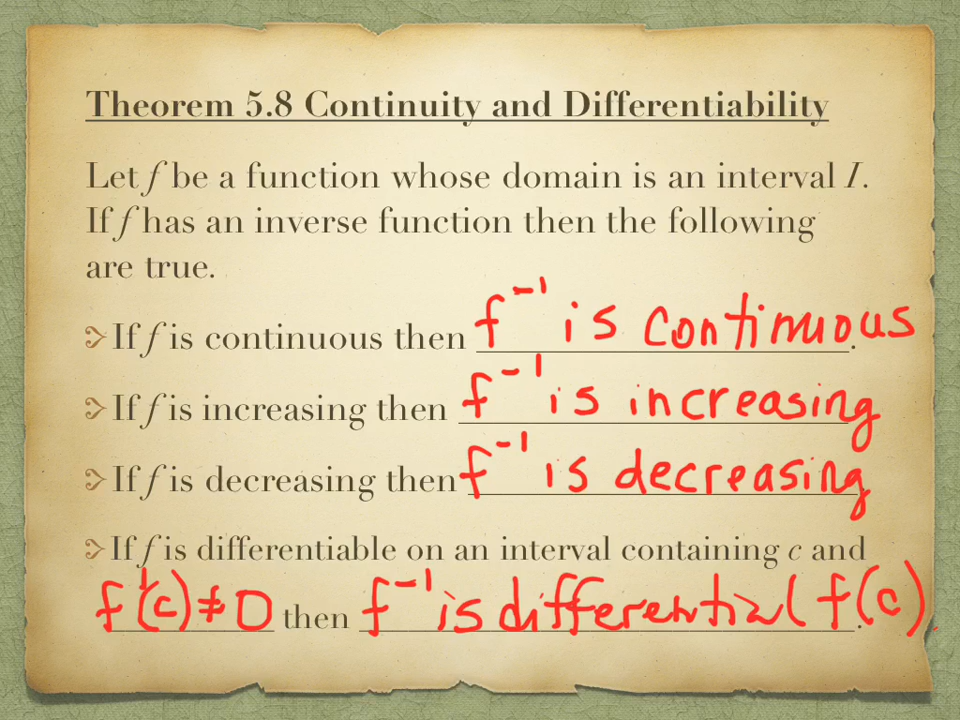 Theorem 5.8 Continuity and Differentiability
Let f be a function whose domain is an interval I.
If f has an inverse function then the following
are true.
If f is continuous then f⁻¹ is continuous.
If f is increasing then f⁻¹ is increasing
If f is decreasing then f⁻¹ is decreasing
If f is differentiable on an interval containing c and
f'(c) ≠ 0 then f⁻¹ is differential f(c).